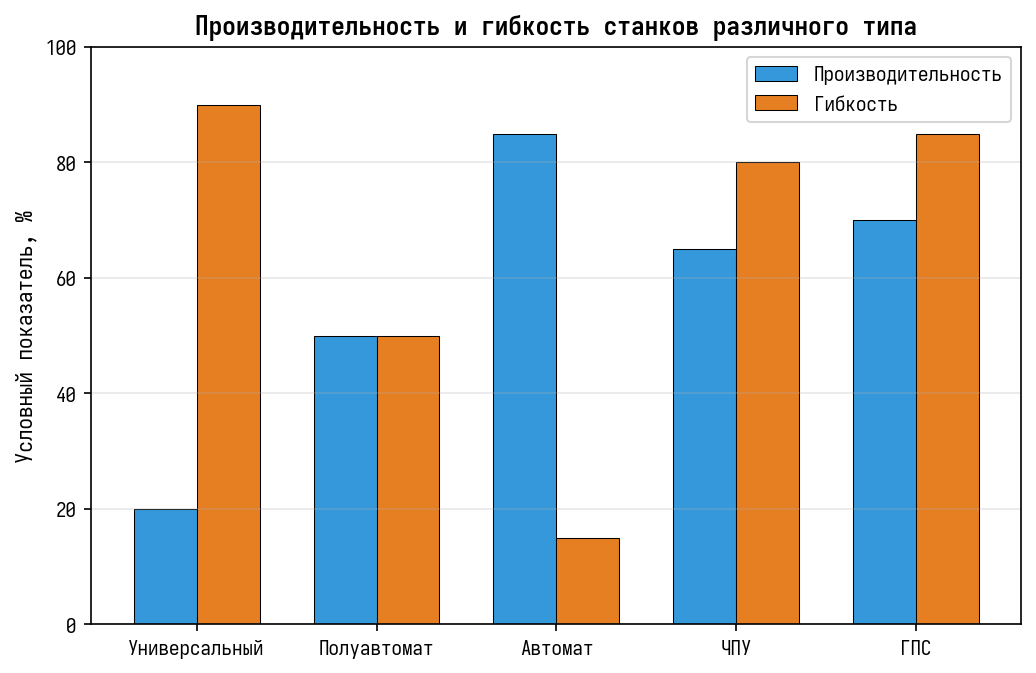 Производительность и гибкость станков различного типа
Производительность
Гибкость
Условный показатель, %
100
80
60
40
20
0
Универсальный
Полуавтомат
Автомат
ЧПУ
ГПС